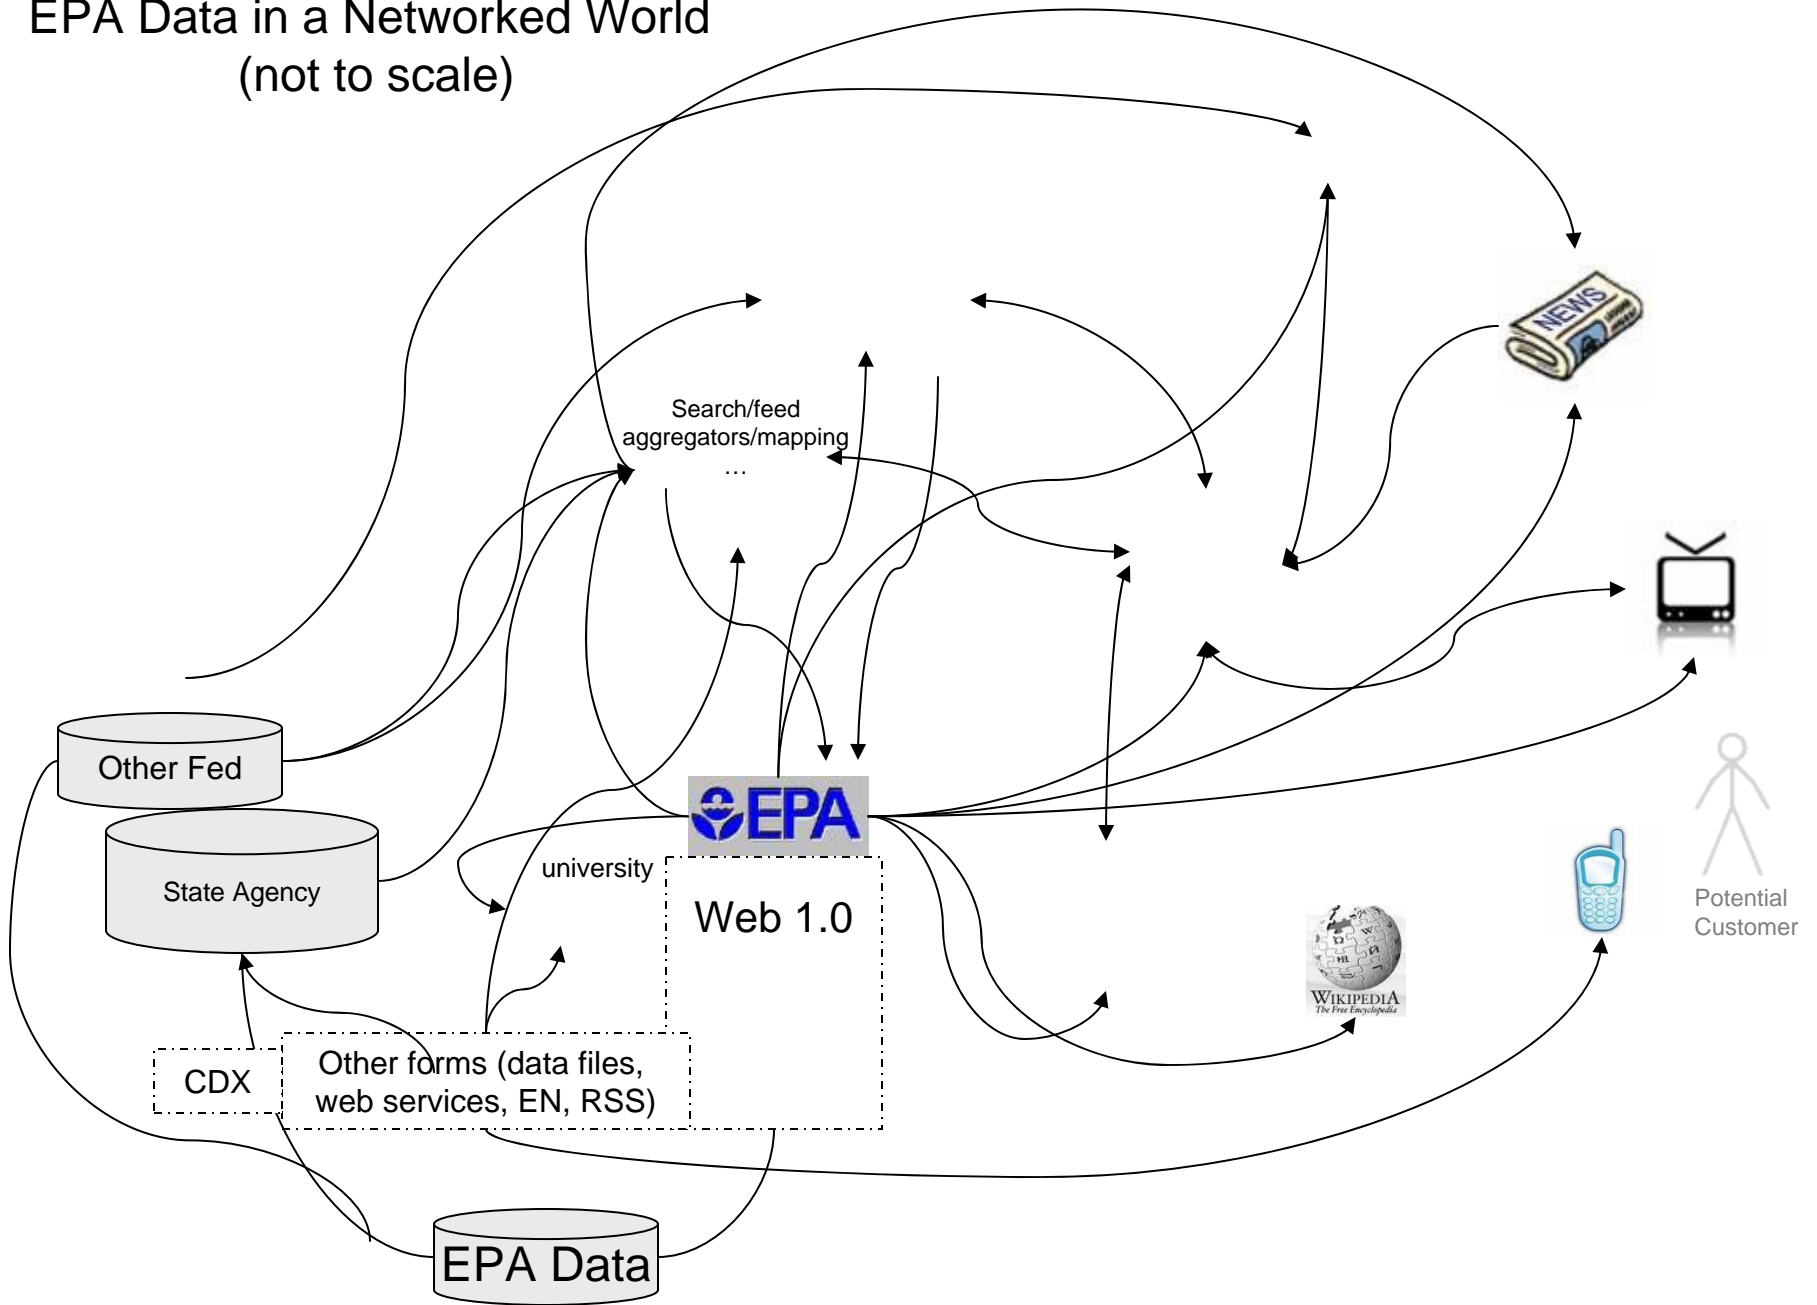 EPA Data in a Networked World
(not to scale)
NEWS
Search/feed
aggregators/mapping
…
Other Fed
EPA
State Agency
university
Web 1.0
Potential
Customer
WIKIPEDIA
The Free Encyclopedia
CDX
Other forms (data files,
web services, EN, RSS)
EPA Data